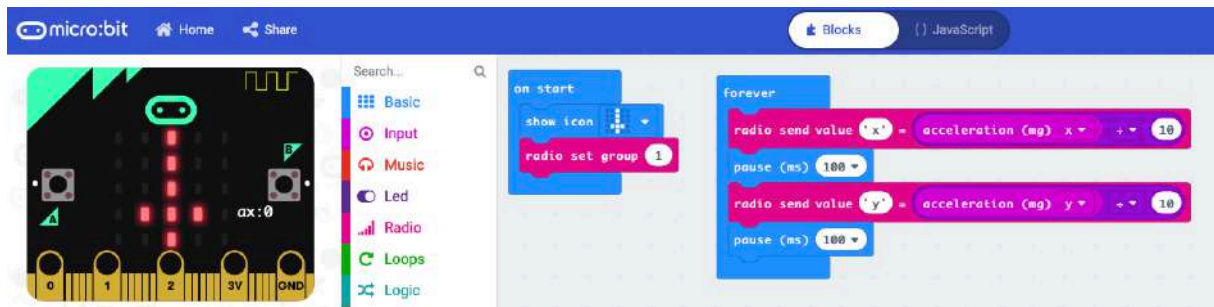 micro:bit Home Share Blocks {} JavaScript
Search...
Basic
Input
Music
Led
Radio
Loops
Logic
B
A
ax:0
0 1 2 3V GND
on start
show icon
radio set group 1
forever
radio send value "x" = acceleration (mg) x ÷ 10
pause (ms) 100
radio send value "y" = acceleration (mg) y ÷ 10
pause (ms) 100